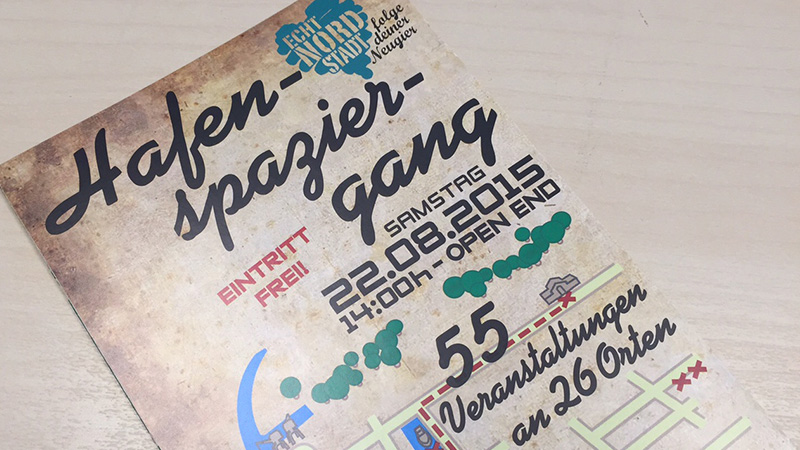 ECHT
NORD
STADT
folge
deiner
Neugier
Hafen-
spazier-
gang
EINTRITT
FREI!
SAMSTAG
22.08.2015
14:00h - OPEN END
55
Veranstaltungen
an 26 Orten